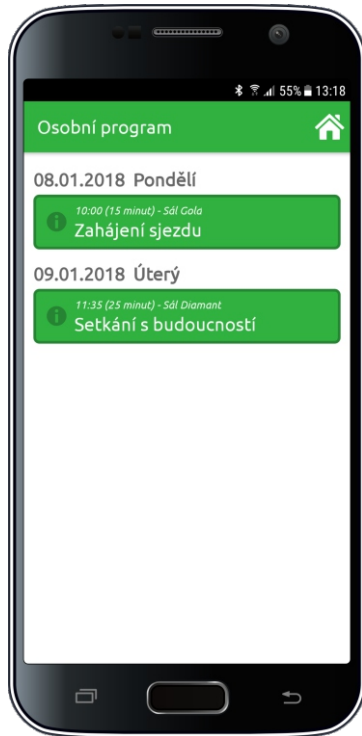 55% 13:18
Osobní program
08.01.2018 Pondělí
10:00 (15 minut) - Sál Gola
Zahájení sjezdu
09.01.2018 Úterý
11:35 (25 minut) - Sál Diamant
Setkání s budoucností